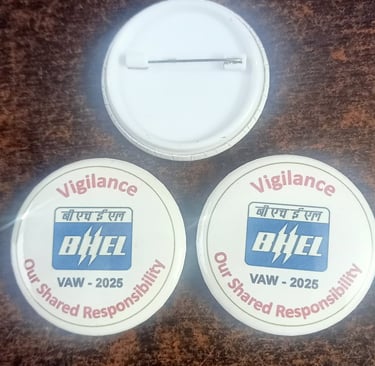 Vigilance
बी एच ई एल
BHEL
VAW - 2025
Our Shared Responsibility
Vigilance
बी एच ई एल
BHEL
VAW - 2025
Our Shared Responsibility